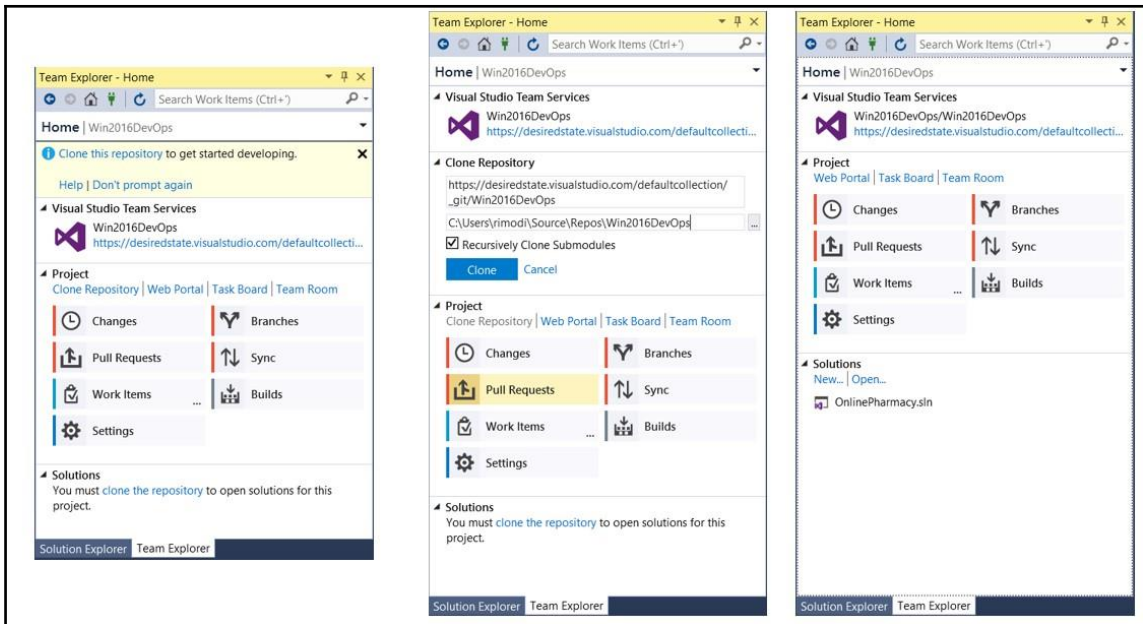 Team Explorer - Home
Search Work Items (Ctrl+')
Home | Win2016DevOps
Clone this repository to get started developing.
Help | Don't prompt again
Visual Studio Team Services
Win2016DevOps
https://desiredstate.visualstudio.com/defaultcollecti...
Project
Clone Repository | Web Portal | Task Board | Team Room
Changes
Branches
Pull Requests
Sync
Work Items
...
Builds
Settings
Solutions
You must clone the repository to open solutions for this
project.
Solution Explorer Team Explorer
Team Explorer - Home
Search Work Items (Ctrl+')
Home | Win2016DevOps
Visual Studio Team Services
Win2016DevOps
https://desiredstate.visualstudio.com/defaultcollecti...
Clone Repository
https://desiredstate.visualstudio.com/defaultcollection/
_git/Win2016DevOps
C:\Users\rimodi\Source\Repos\Win2016DevOps
...
Recursively Clone Submodules
Clone Cancel
Project
Clone Repository | Web Portal | Task Board | Team Room
Changes
Branches
Pull Requests
Sync
Work Items
...
Builds
Settings
Solutions
You must clone the repository to open solutions for this
project.
Solution Explorer Team Explorer
Team Explorer - Home
Search Work Items (Ctrl+')
Home | Win2016DevOps
Visual Studio Team Services
Win2016DevOps/Win2016DevOps
https://desiredstate.visualstudio.com/defaultcollecti...
Project
Web Portal | Task Board | Team Room
Changes
Branches
Pull Requests
Sync
Work Items
...
Builds
Settings
Solutions
New... | Open...
OnlinePharmacy.sln
Solution Explorer Team Explorer